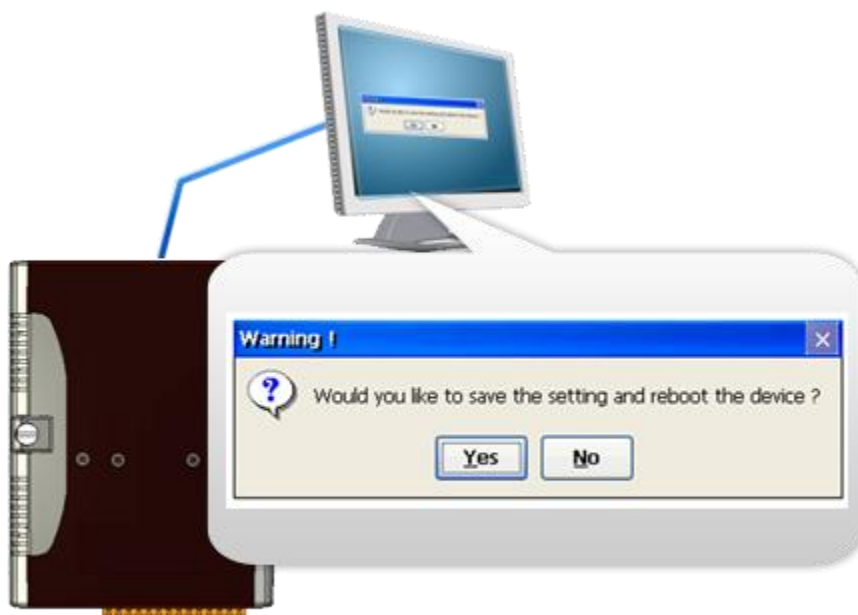 Warning !
Would you like to save the setting and reboot the device ?
Yes No